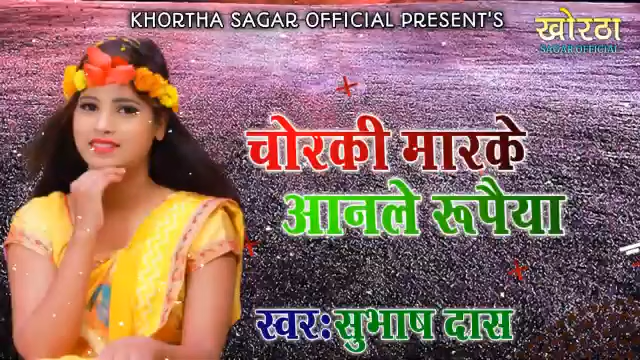 KHORTHA SAGAR OFFICIAL PRESENT'S
खोरठा
SAGAR OFFICIAL
चोरकी मारके
आनले रूपैया
स्वर:सुभाष दास